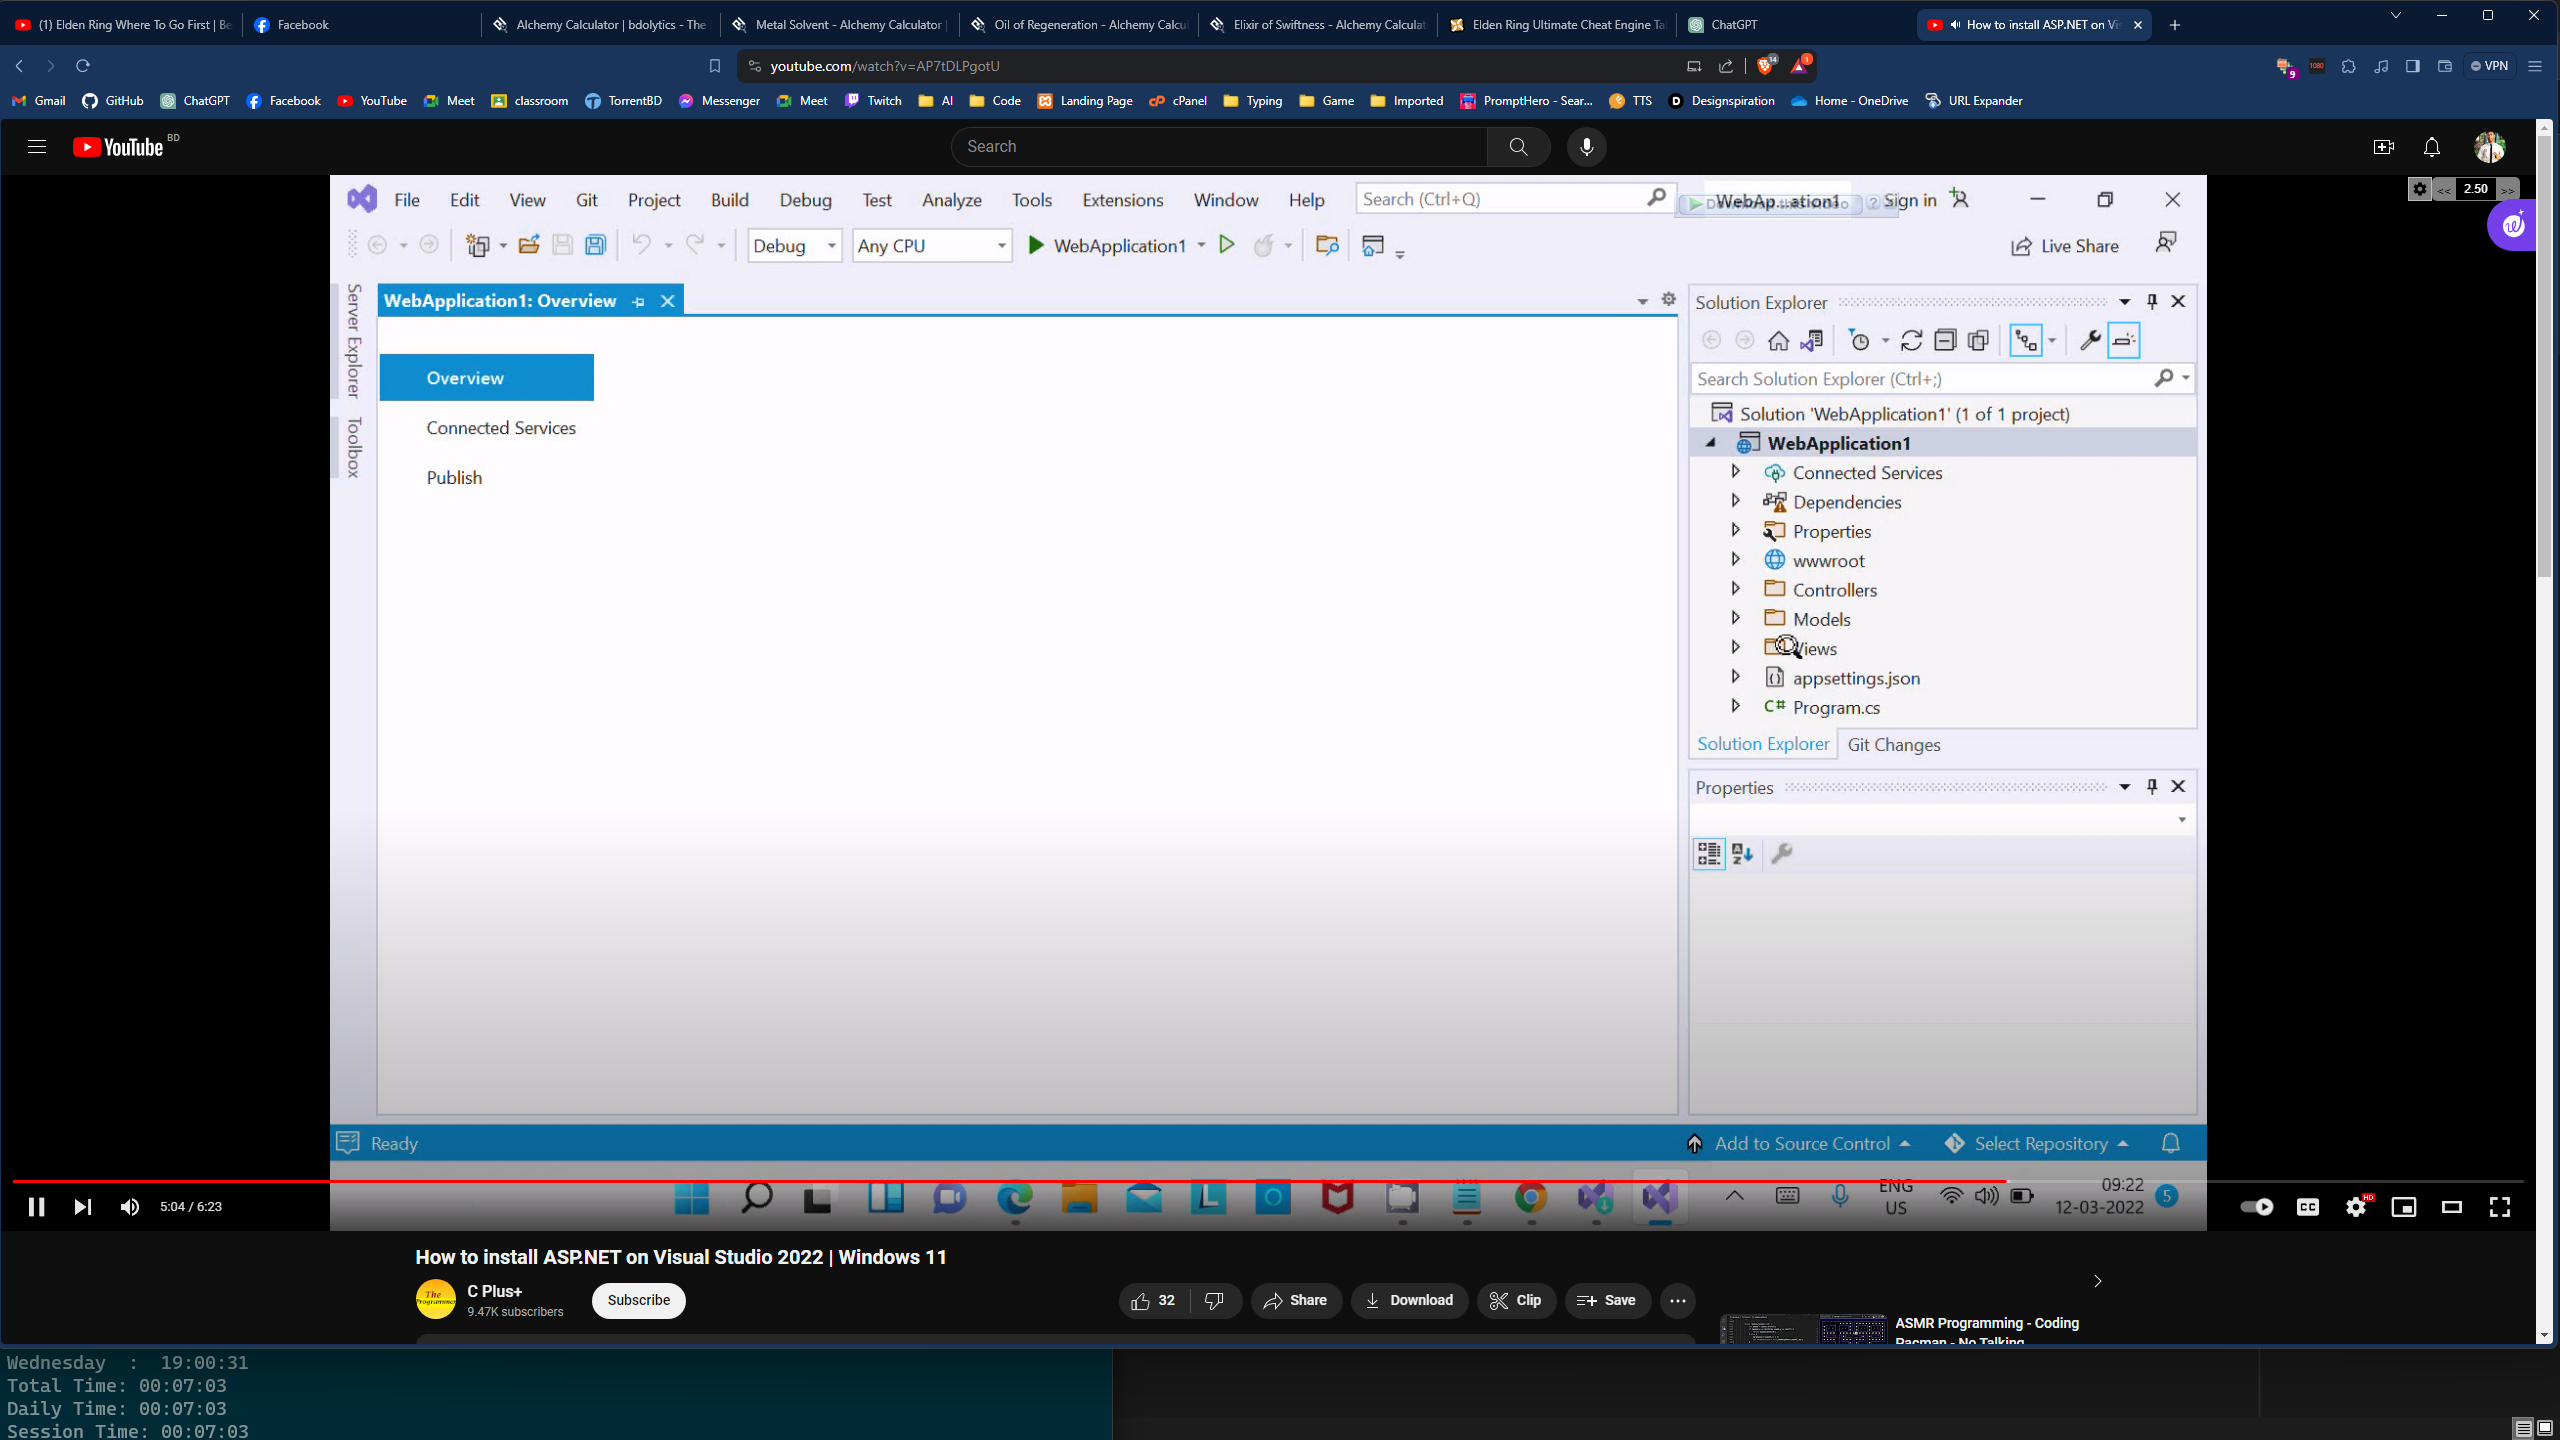 (1) Elden Ring Where To Go First | Be
Facebook
Alchemy Calculator | bdolytics - The
Metal Solvent - Alchemy Calculator |
Oil of Regeneration - Alchemy Calcul
Elixir of Swiftness - Alchemy Calculat
Elden Ring Ultimate Cheat Engine Ta
ChatGPT
How to install ASP.NET on Vi
youtube.com/watch?v=AP7tDLPgotU
14
1
9
1080
VPN
Gmail GitHub ChatGPT Facebook YouTube Meet classroom TorrentBD Messenger Meet Twitch AI Code Landing Page cPanel Typing Game Imported PromptHero - Sear... TTS Designspiration Home - OneDrive URL Expander
YouTube BD
Search
File Edit View Git Project Build Debug Test Analyze Tools Extensions Window Help
Search (Ctrl+Q)
WebAp...ation1
Sign in
<< 2.50 >>
Debug
Any CPU
WebApplication1
Live Share
Server Explorer
Toolbox
WebApplication1: Overview
Overview
Connected Services
Publish
Solution Explorer
Search Solution Explorer (Ctrl+;)
Solution 'WebApplication1' (1 of 1 project)
WebApplication1
Connected Services
Dependencies
Properties
wwwroot
Controllers
Models
Views
appsettings.json
C# Program.cs
Solution Explorer Git Changes
Properties
Ready
Add to Source Control
Select Repository
ENG
US
09:22
12-03-2022
5
5:04 / 6:23
CC
HD
How to install ASP.NET on Visual Studio 2022 | Windows 11
The
Programmer
C Plus+
9.47K subscribers
Subscribe
32
Share
Download
Clip
Save
ASMR Programming - Coding
Pacman - No Talking
Wednesday : 19:00:31
Total Time: 00:07:03
Daily Time: 00:07:03
Session Time: 00:07:03